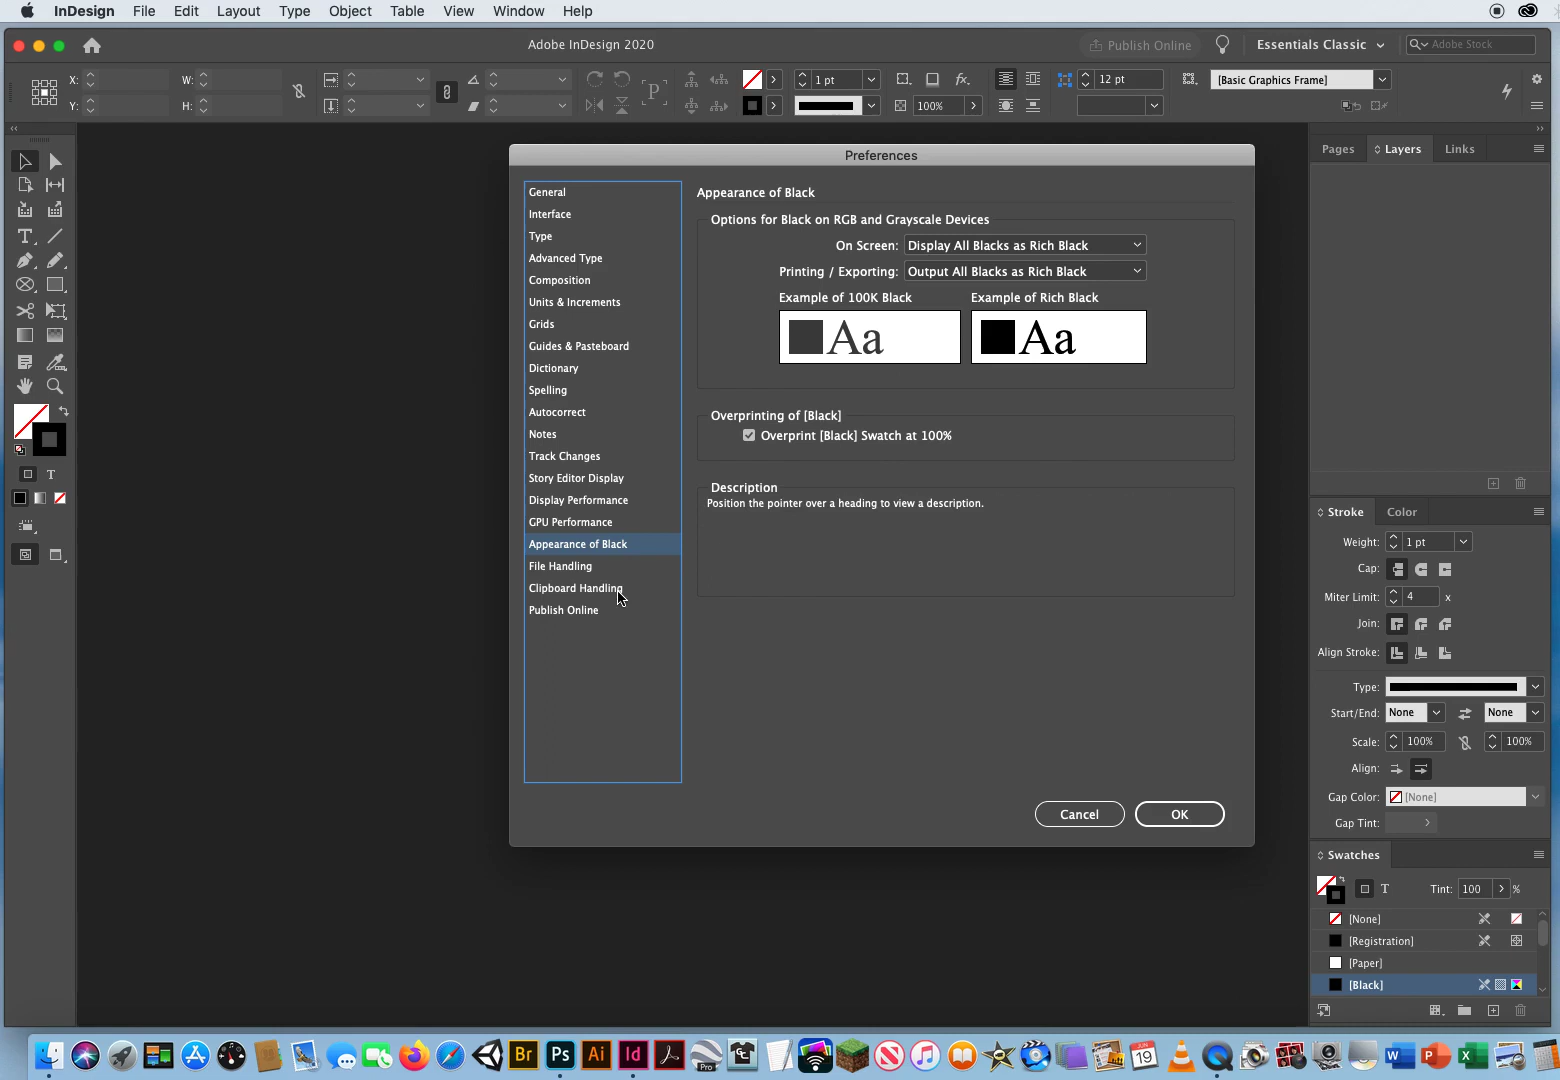 InDesign File Edit Layout Type Object Table View Window Help
Adobe InDesign 2020
Publish Online
Essentials Classic
Adobe Stock
X: W: 1 pt 12 pt [Basic Graphics Frame]
Y: H: 100%
Preferences
General
Interface
Type
Advanced Type
Composition
Units & Increments
Grids
Guides & Pasteboard
Dictionary
Spelling
Autocorrect
Notes
Track Changes
Story Editor Display
Display Performance
GPU Performance
Appearance of Black
File Handling
Clipboard Handling
Publish Online
Appearance of Black
Options for Black on RGB and Grayscale Devices
On Screen: Display All Blacks as Rich Black
Printing / Exporting: Output All Blacks as Rich Black
Example of 100K Black Example of Rich Black
Aa Aa
Overprinting of [Black]
Overprint [Black] Swatch at 100%
Description
Position the pointer over a heading to view a description.
Cancel OK
Pages Layers Links
Stroke Color
Weight: 1 pt
Cap:
Miter Limit: 4 x
Join:
Align Stroke:
Type:
Start/End: None None
Scale: 100% 100%
Align:
Gap Color: [None]
Gap Tint:
Swatches
T Tint: 100 %
[None]
[Registration]
[Paper]
[Black]
Br Ps Ai Id Pro JUN 19 W P X